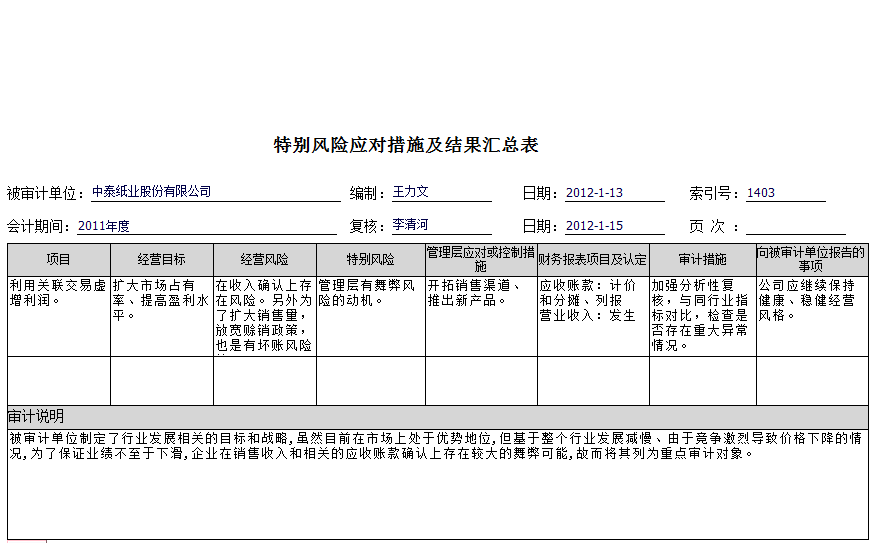 特别风险应对措施及结果汇总表
被审计单位：中泰纸业股份有限公司 编制：王力文 日期：2012-1-13 索引号：1403
会计期间：2011年度 复核：李清河 日期：2012-1-15 页 次 ：
项目 经营目标 经营风险 特别风险 管理层应对或控制措施 财务报表项目及认定 审计措施 向被审计单位报告的事项
利用关联交易虚
增利润。
扩大市场占有
率、提高盈利水
平。
在收入确认上存
在风险。另外为
了扩大销售量，
放宽赊销政策，
也是有坏账风险
管理层有舞弊风
险的动机。
开拓销售渠道、
推出新产品。
应收账款：计价
和分摊、列报
营业收入：发生
加强分析性复
核，与同行业指
标对比，检查是
否存在重大异常
情况。
公司应继续保持
健康、稳健经营
风格。
审计说明
被审计单位制定了行业发展相关的目标和战略,虽然目前在市场上处于优势地位,但基于整个行业发展减慢、由于竞争激烈导致价格下降的情
况,为了保证业绩不至于下滑,企业在销售收入和相关的应收账款确认上存在较大的舞弊可能,故而将其列为重点审计对象。